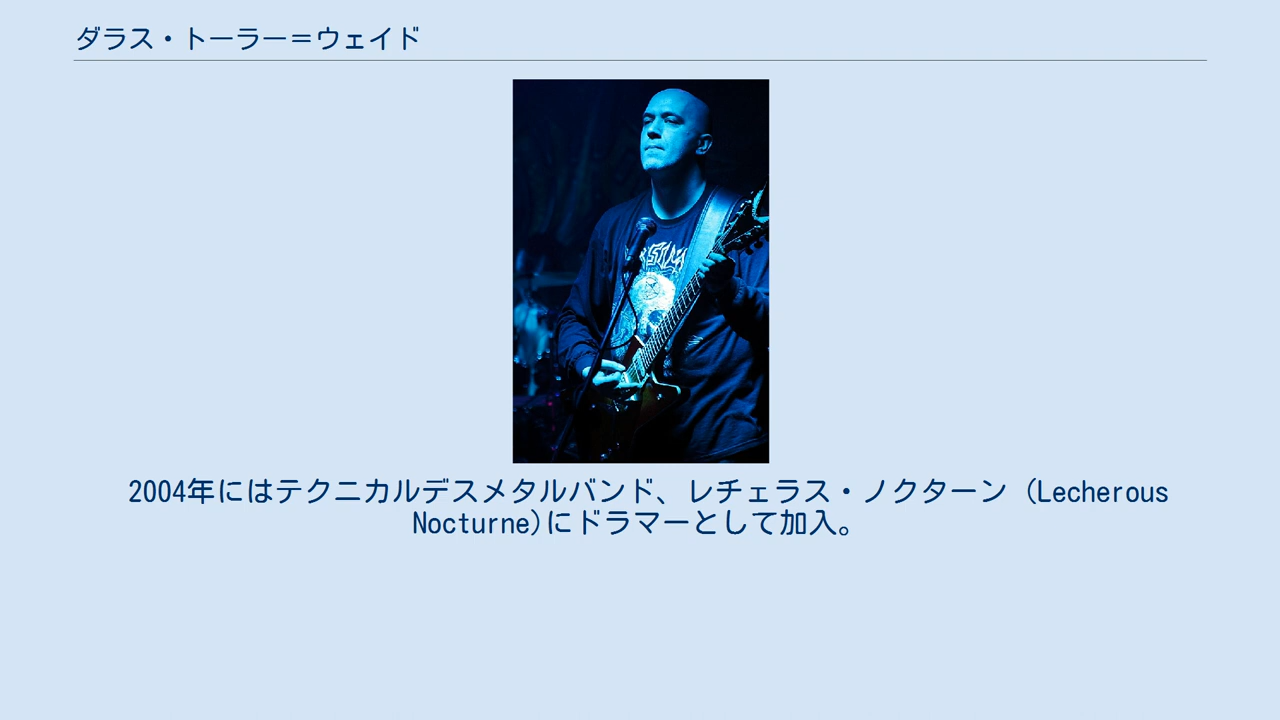 ダラス・トーラー＝ウェイド
2004年にはテクニカルデスメタルバンド、レチェラス・ノクターン (Lecherous
Nocturne)にドラマーとして加入。